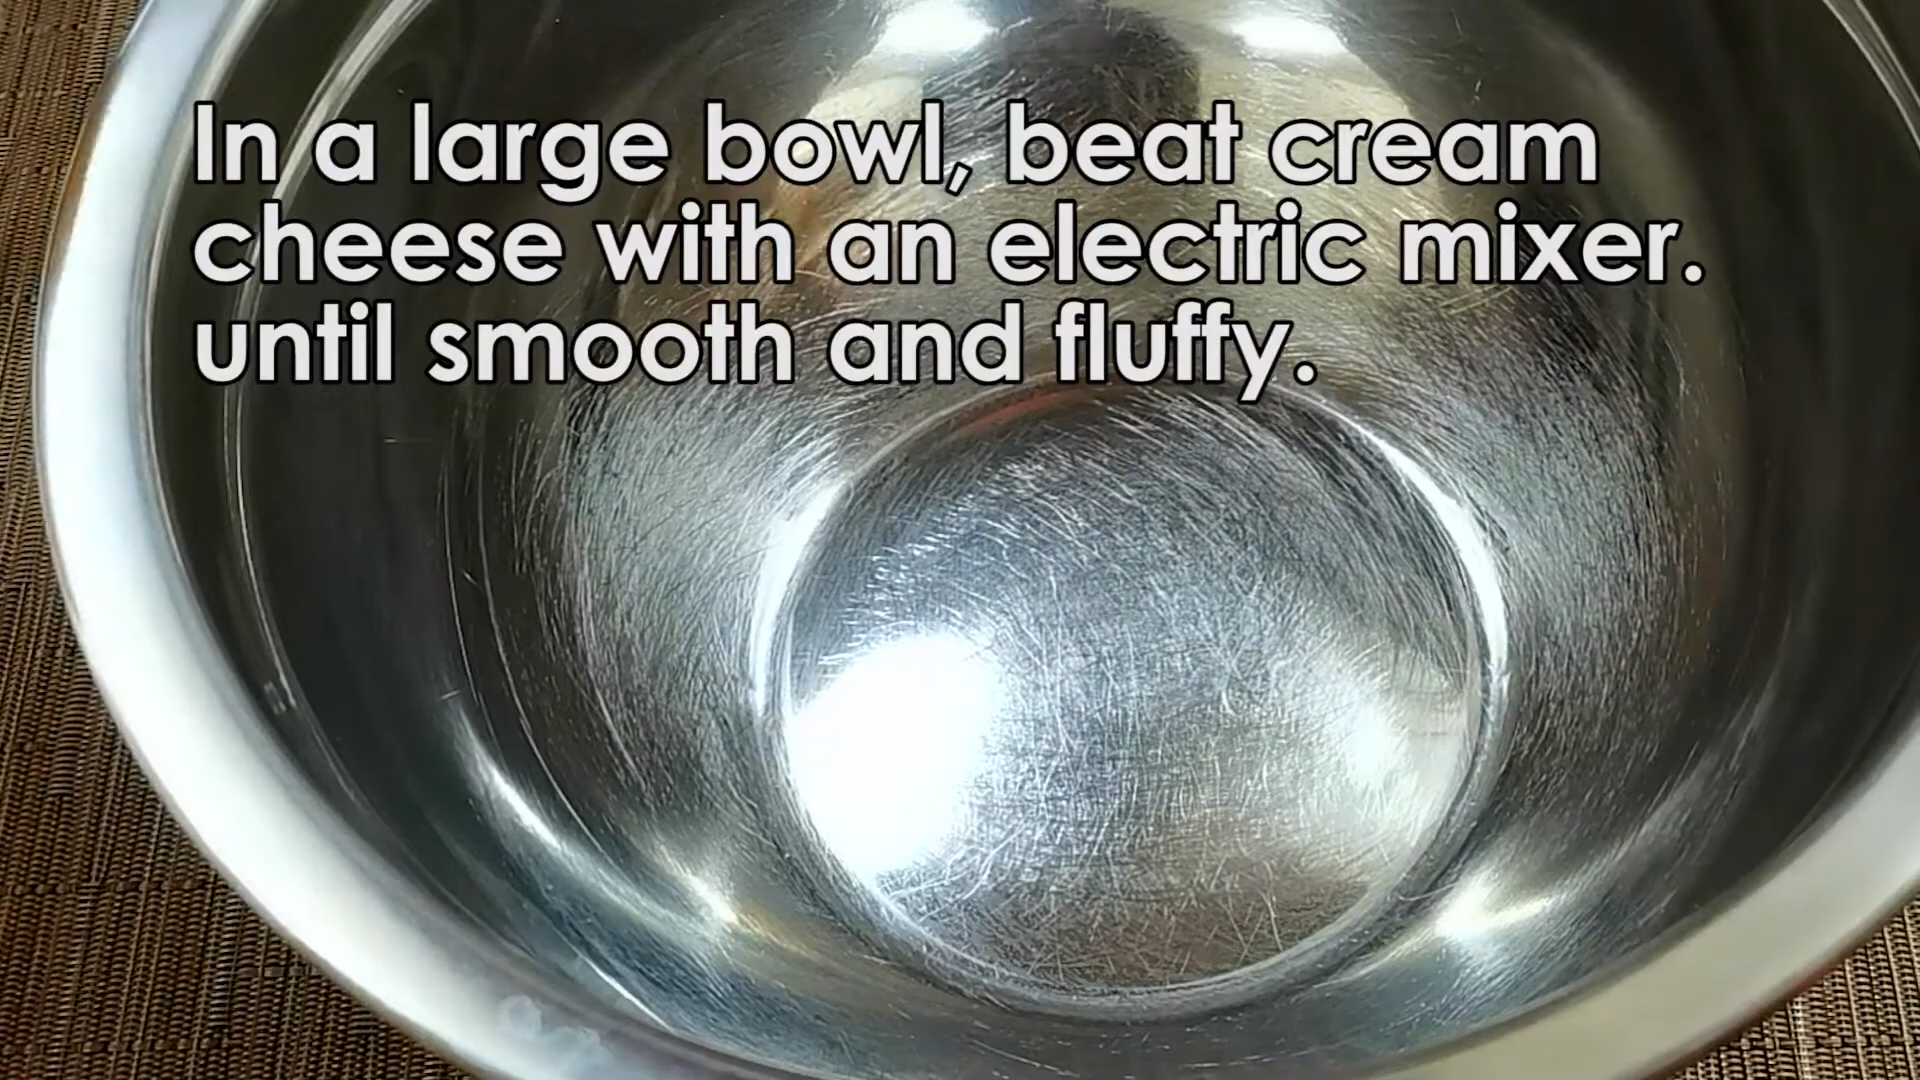 In a large bowl, beat cream
cheese with an electric mixer.
until smooth and fluffy.